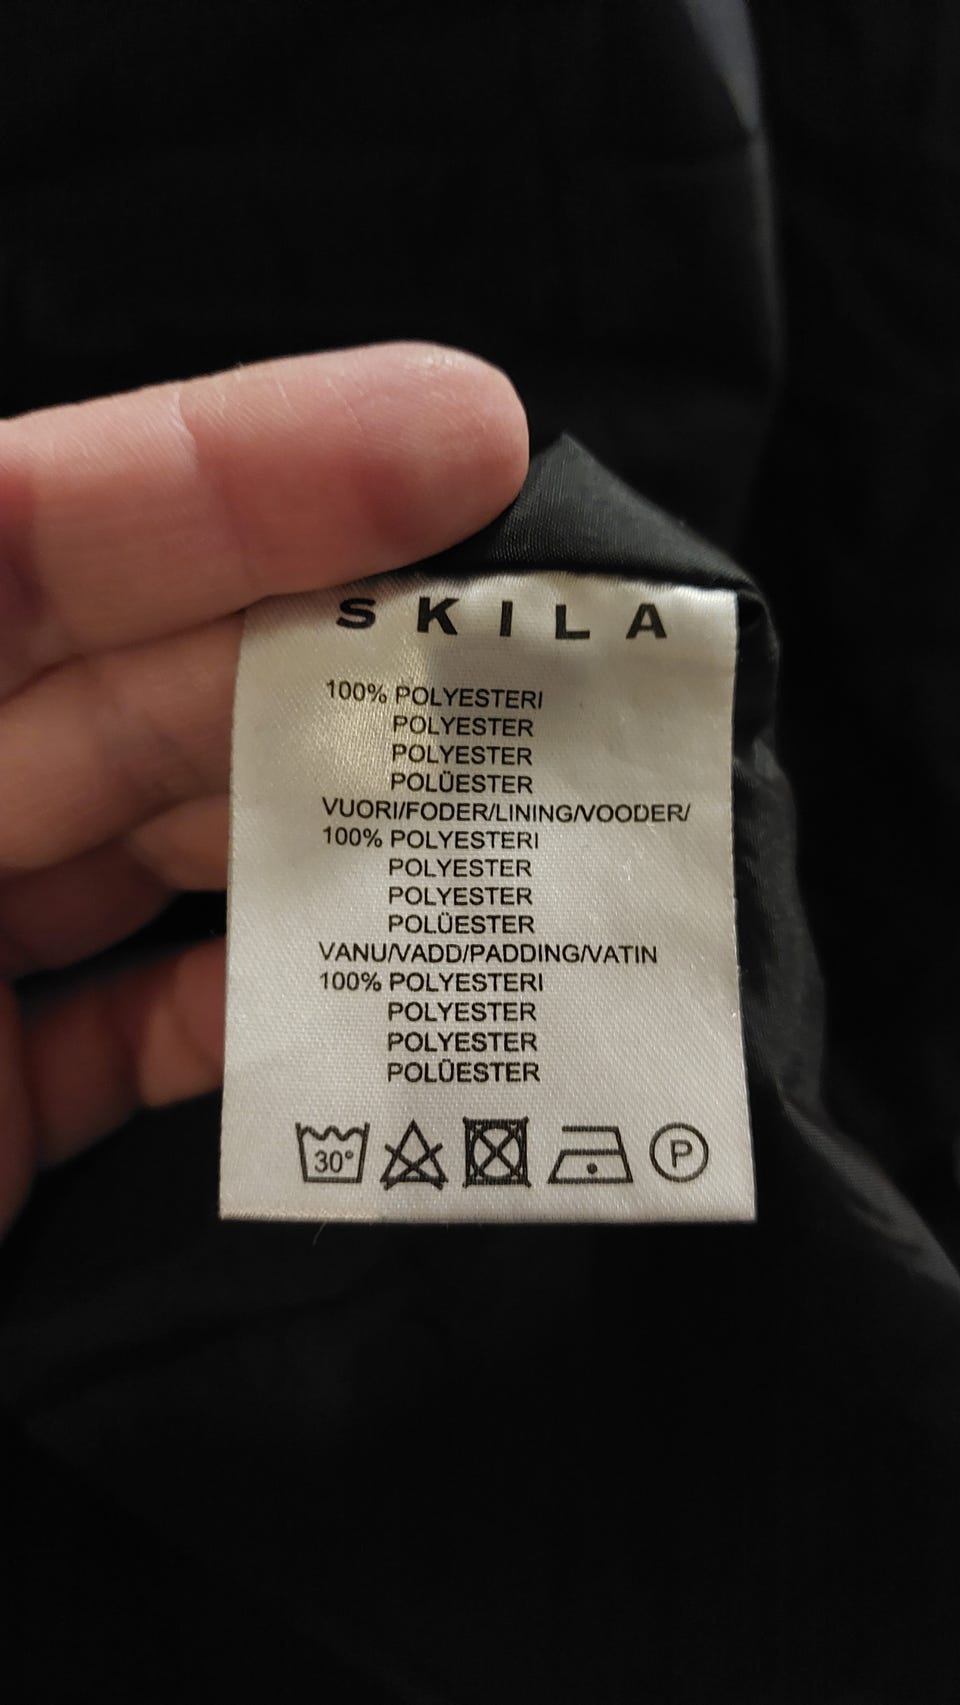 SKILA
100% POLYESTERI
POLYESTER
POLYESTER
POLÜESTER
VUORI/FODER/LINING/VOODER/
100% POLYESTERI
POLYESTER
POLYESTER
POLÜESTER
VANU/VADD/PADDING/VATIN
100% POLYESTERI
POLYESTER
POLYESTER
POLÜESTER
30° P